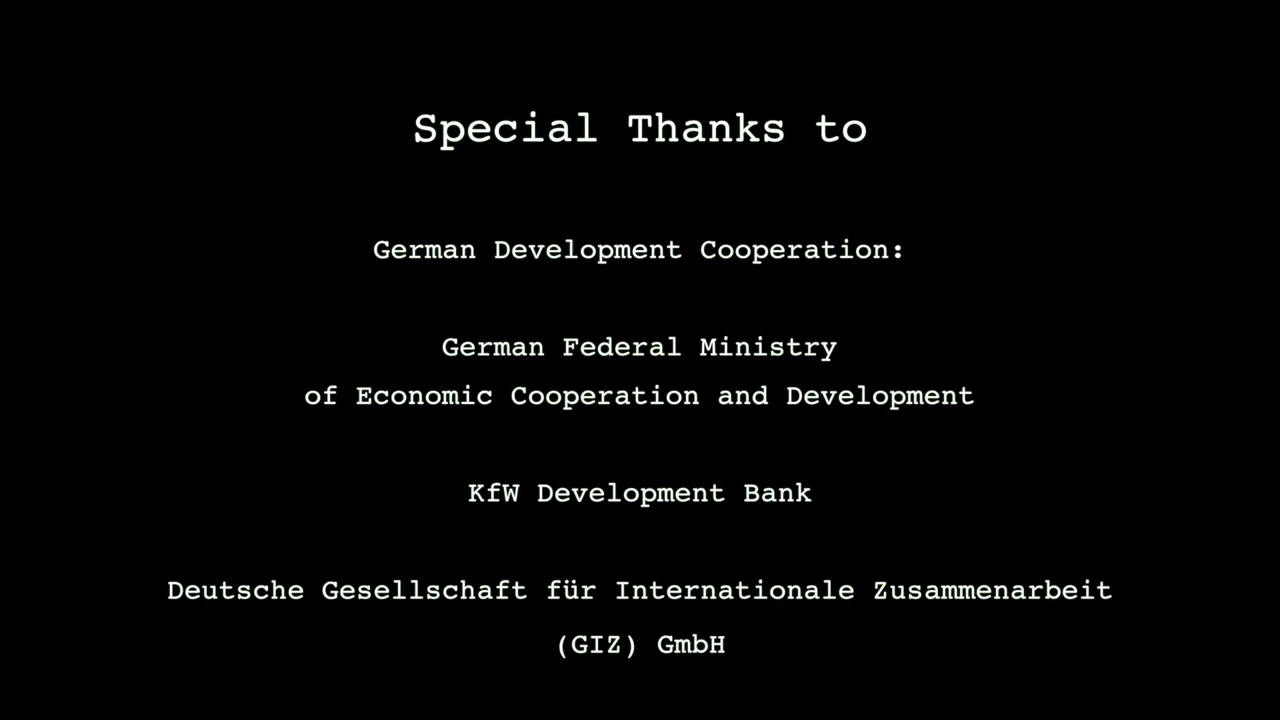 Special Thanks to
German Development Cooperation:
German Federal Ministry
of Economic Cooperation and Development
KfW Development Bank
Deutsche Gesellschaft für Internationale Zusammenarbeit
(GIZ) GmbH